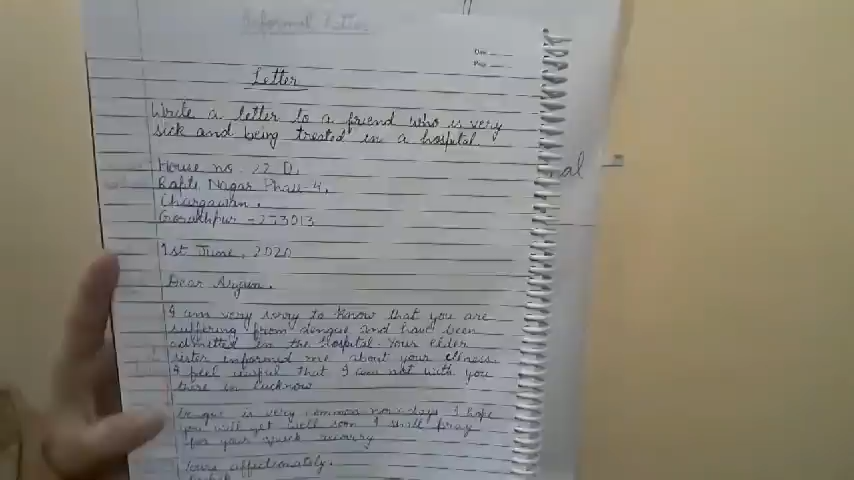 Informal Letter
Date
Page
Letter
Write a letter to a friend who is very
sick and being treated in a hospital.
House no. 22 D,
Rapti Nagar Phase-4,
Chargawan,
Gorakhpur - 273013
1st June, 2020
Dear Arjun,
I am very sorry to know that you are
suffering from dengue and have been
admitted in the hospital. Your elder
sister informed me about your illness.
I feel awful that I am not with you
there in Lucknow
Dengue is very common nowadays I hope
you will get well soon I will pray
for your quick recovery
Yours affectionately,
al